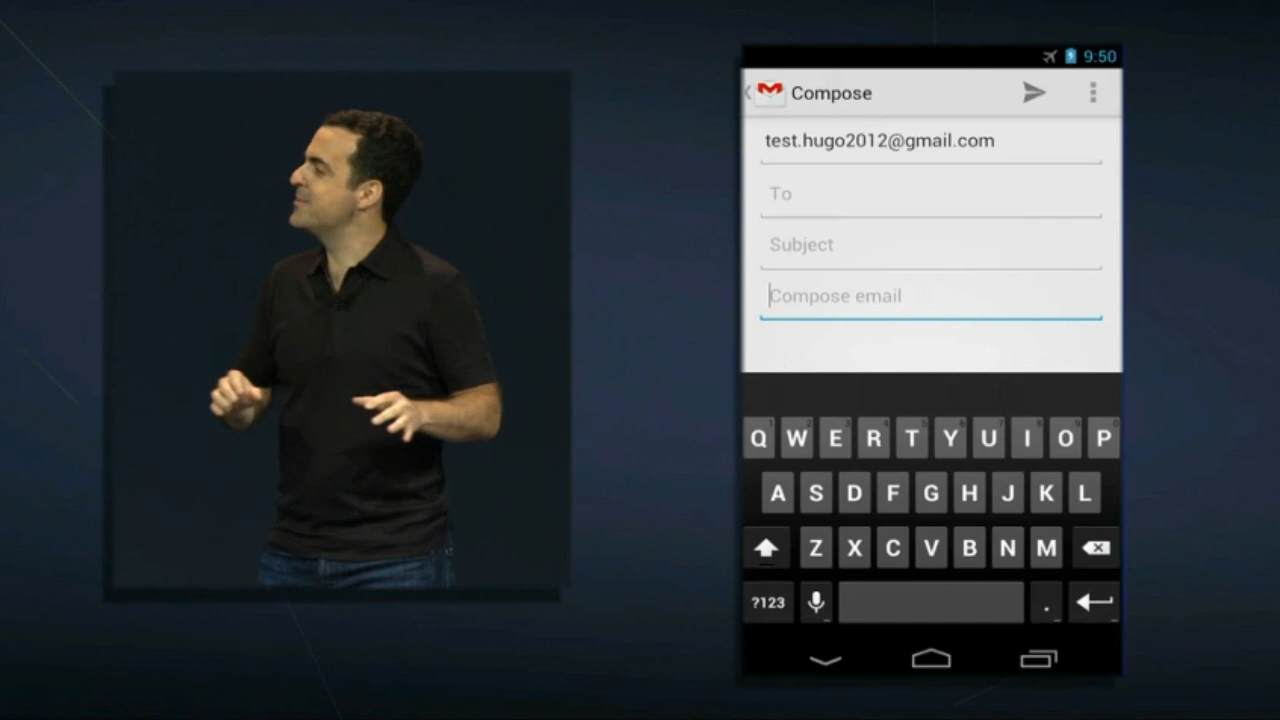 9:50
Compose
test.hugo2012@gmail.com
To
Subject
Compose email
Q W E R T Y U I O P
A S D F G H J K L
Z X C V B N M
?123 .